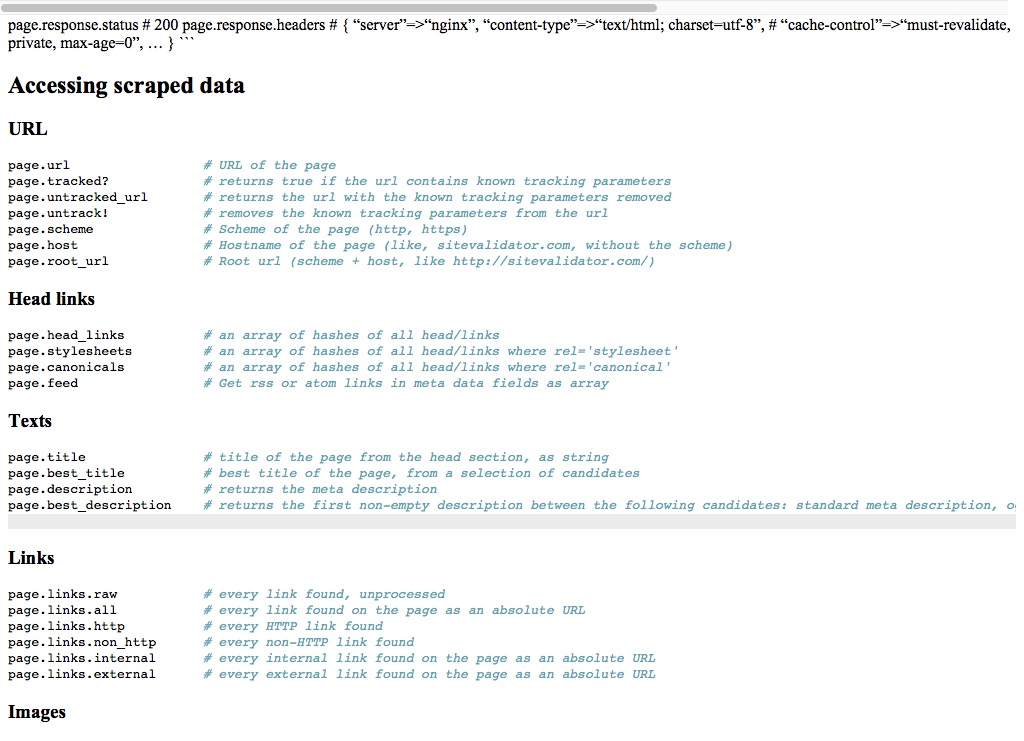 page.response.status # 200 page.response.headers # { “server”=>“nginx”, “content-type”=>“text/html; charset=utf-8”, # “cache-control”=>“must-revalidate,
private, max-age=0”, … } ```
Accessing scraped data
URL
page.url # URL of the page
page.tracked? # returns true if the url contains known tracking parameters
page.untracked_url # returns the url with the known tracking parameters removed
page.untrack! # removes the known tracking parameters from the url
page.scheme # Scheme of the page (http, https)
page.host # Hostname of the page (like, sitevalidator.com, without the scheme)
page.root_url # Root url (scheme + host, like http://sitevalidator.com/)
Head links
page.head_links # an array of hashes of all head/links
page.stylesheets # an array of hashes of all head/links where rel='stylesheet'
page.canonicals # an array of hashes of all head/links where rel='canonical'
page.feed # Get rss or atom links in meta data fields as array
Texts
page.title # title of the page from the head section, as string
page.best_title # best title of the page, from a selection of candidates
page.description # returns the meta description
page.best_description # returns the first non-empty description between the following candidates: standard meta description,
Links
page.links.raw # every link found, unprocessed
page.links.all # every link found on the page as an absolute URL
page.links.http # every HTTP link found
page.links.non_http # every non-HTTP link found
page.links.internal # every internal link found on the page as an absolute URL
page.links.external # every external link found on the page as an absolute URL
Images